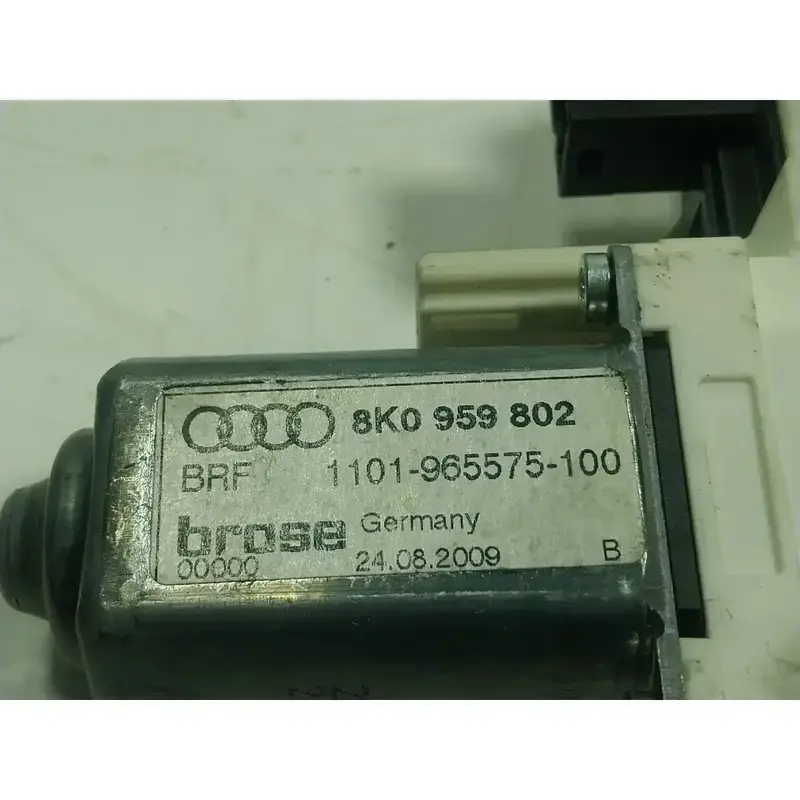 8K0 959 802
BRF 1101-965575-100
brose Germany
00000 24.08.2009 B